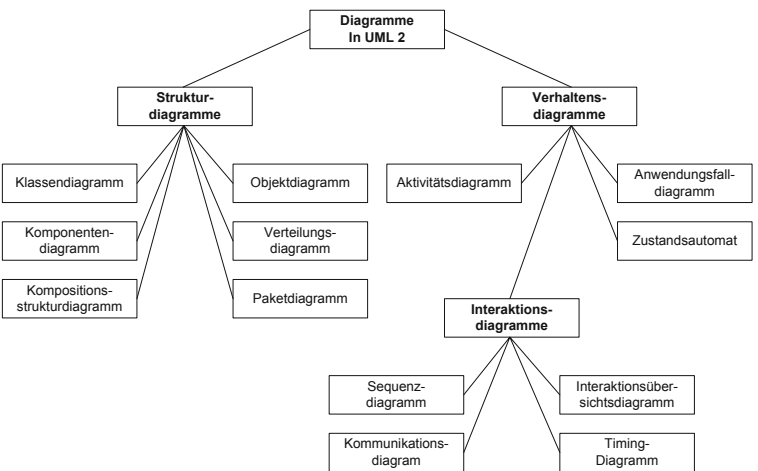 Diagramme
In UML 2
Struktur-
diagramme
Verhaltens-
diagramme
Klassendiagramm
Objektdiagramm
Aktivitätsdiagramm
Anwendungsfall-
diagramm
Komponenten-
diagramm
Verteilungs-
diagramm
Zustandsautomat
Kompositions-
strukturdiagramm
Paketdiagramm
Interaktions-
diagramme
Sequenz-
diagramm
Interaktionsüber-
sichtsdiagramm
Kommunikations-
diagram
Timing-
Diagramm